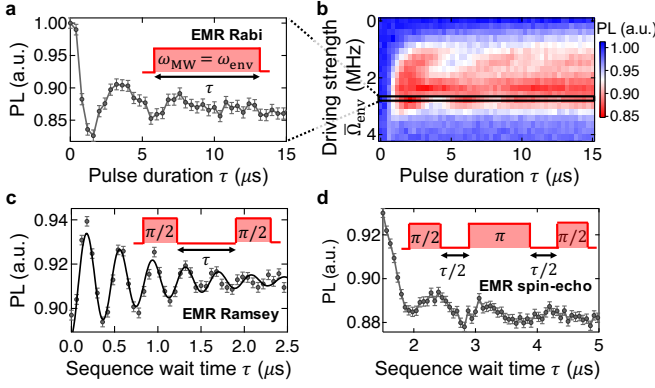 a
EMR Rabi
ω_MW = ω_env
τ
PL (a.u.)
1.00
0.95
0.90
0.85
0
5
10
15
Pulse duration τ (μs)
b
PL (a.u.)
1.00
0.95
0.90
0.85
Driving strength
Ω̅_env (MHz)
0
2
4
0
5
10
15
Pulse duration τ (μs)
c
π/2
π/2
τ
EMR Ramsey
PL (a.u.)
0.94
0.92
0.90
0.0
0.5
1.0
1.5
2.0
2.5
Sequence wait time τ (μs)
d
π/2
π
π/2
τ/2
τ/2
EMR spin-echo
PL (a.u.)
0.92
0.90
0.88
2
3
4
5
Sequence wait time τ (μs)